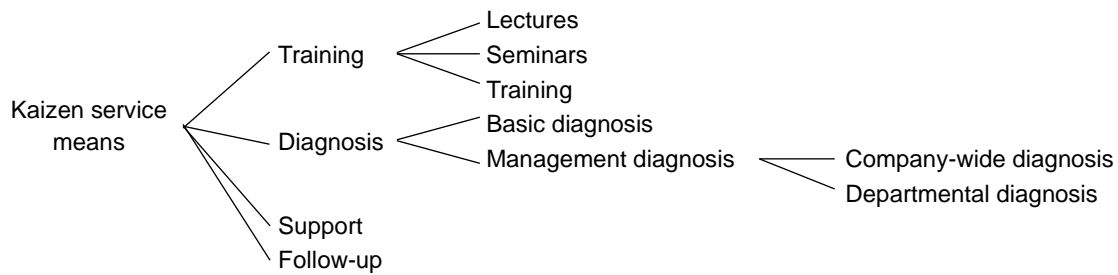 Kaizen service
means
Training
Lectures
Seminars
Training
Diagnosis
Basic diagnosis
Management diagnosis
Company-wide diagnosis
Departmental diagnosis
Support
Follow-up